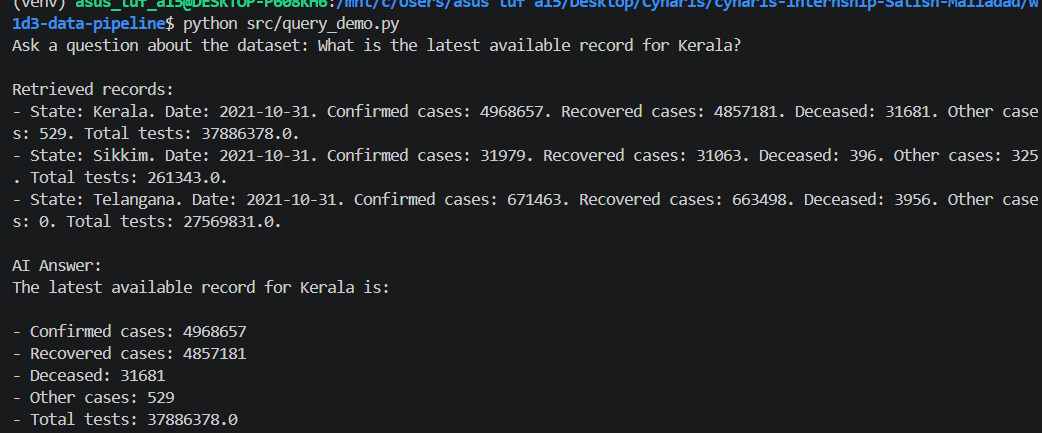 (venv) asus_tuf_a15@DESKTOP-P608KH6:/mnt/c/Users/asus tuf a15/Desktop/Cynaris/cynaris-internship-Satish-Malladad/W
1d3-data-pipeline$ python src/query_demo.py
Ask a question about the dataset: What is the latest available record for Kerala?
Retrieved records:
- State: Kerala. Date: 2021-10-31. Confirmed cases: 4968657. Recovered cases: 4857181. Deceased: 31681. Other case
s: 529. Total tests: 37886378.0.
- State: Sikkim. Date: 2021-10-31. Confirmed cases: 31979. Recovered cases: 31063. Deceased: 396. Other cases: 325
. Total tests: 261343.0.
- State: Telangana. Date: 2021-10-31. Confirmed cases: 671463. Recovered cases: 663498. Deceased: 3956. Other case
s: 0. Total tests: 27569831.0.
AI Answer:
The latest available record for Kerala is:
- Confirmed cases: 4968657
- Recovered cases: 4857181
- Deceased: 31681
- Other cases: 529
- Total tests: 37886378.0